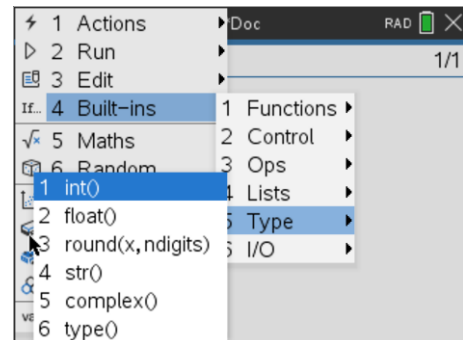 1 Actions
2 Run
3 Edit
If... 4 Built-ins
√x 5 Maths
6 Random
Doc
RAD
1/1
1 Functions
2 Control
3 Ops
4 Lists
5 Type
6 I/O
1 int()
2 float()
3 round(x, ndigits)
4 str()
5 complex()
6 type()